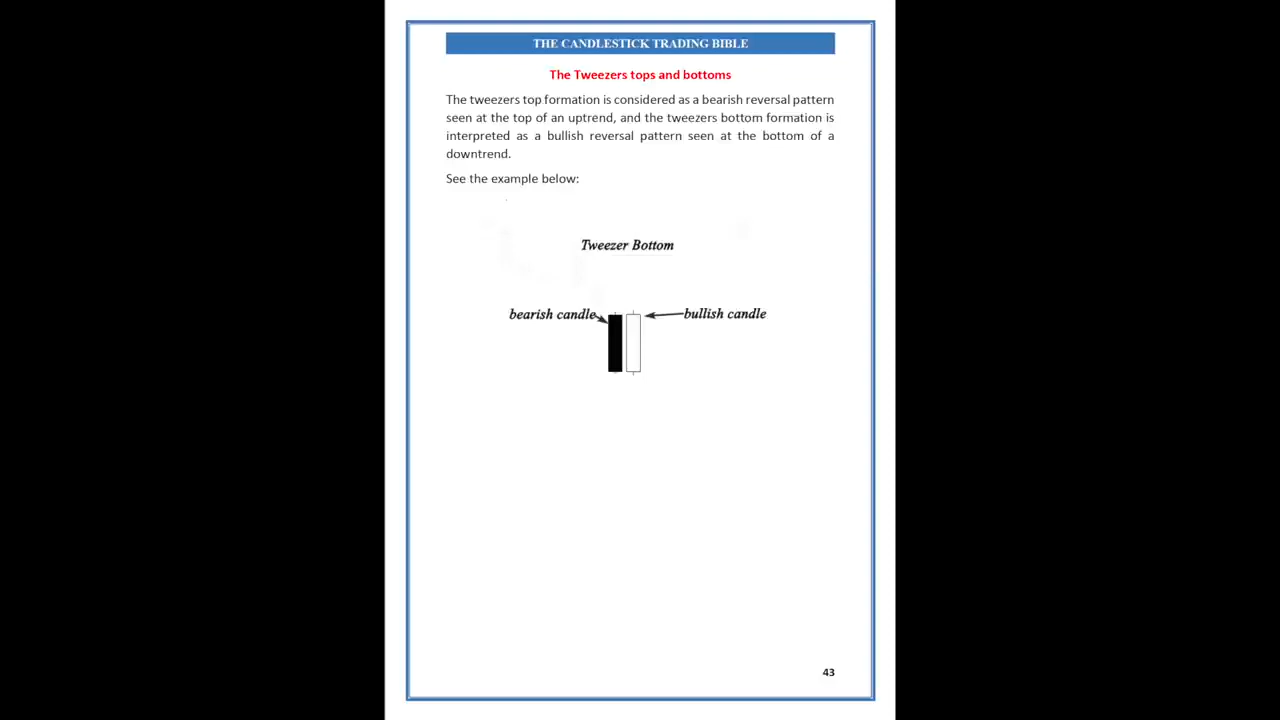 THE CANDLESTICK TRADING BIBLE
The Tweezers tops and bottoms
The tweezers top formation is considered as a bearish reversal pattern
seen at the top of an uptrend, and the tweezers bottom formation is
interpreted as a bullish reversal pattern seen at the bottom of a
downtrend.
See the example below:
Tweezer Bottom
bearish candle
bullish candle
43